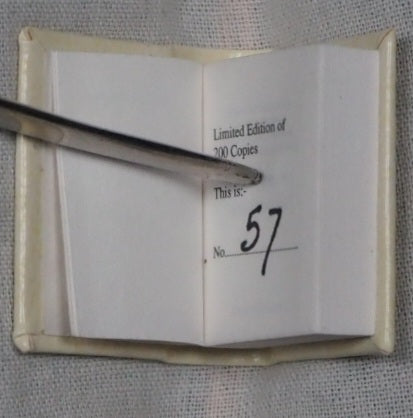 Limited Edition of
200 Copies
This is:-
No. 57